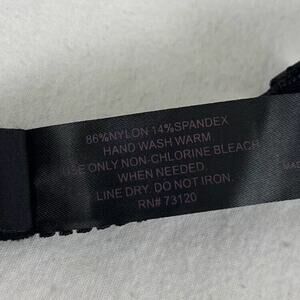 86%NYLON 14%SPANDEX
HAND WASH WARM
USE ONLY NON-CHLORINE BLEACH
WHEN NEEDED.
LINE DRY. DO NOT IRON.
RN# 73120